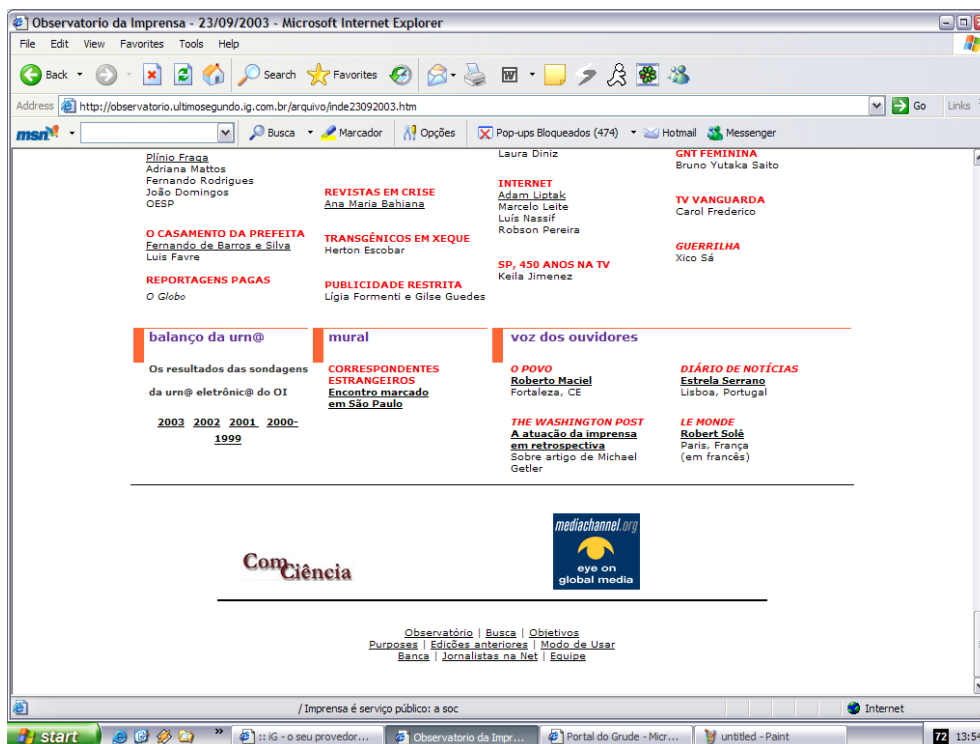 Observatorio da Imprensa - 23/09/2003 - Microsoft Internet Explorer
File Edit View Favorites Tools Help
Back Search Favorites
Address http://observatorio.ultimosegundo.ig.com.br/arquivo/inde23092003.htm Go Links
msn Busca Marcador Opções Pop-ups Bloqueados (474) Hotmail Messenger
Plínio Fraga
Adriana Mattos
Fernando Rodrigues
João Domingos
OESP
O CASAMENTO DA PREFEITA
Fernando de Barros e Silva
Luis Favre
REPORTAGENS PAGAS
O Globo
REVISTAS EM CRISE
Ana Maria Bahiana
TRANSGÊNICOS EM XEQUE
Herton Escobar
PUBLICIDADE RESTRITA
Lígia Formenti e Gilse Guedes
Laura Diniz
INTERNET
Adam Liptak
Marcelo Leite
Luís Nassif
Robson Pereira
SP, 450 ANOS NA TV
Keila Jimenez
GNT FEMININA
Bruno Yutaka Saito
TV VANGUARDA
Carol Frederico
GUERRILHA
Xico Sá
balanço da urn@
Os resultados das sondagens
da urn@ eletrônic@ do OI
2003 2002 2001 2000-
1999
mural
CORRESPONDENTES
ESTRANGEIROS
Encontro marcado
em São Paulo
voz dos ouvidores
O POVO
Roberto Maciel
Fortaleza, CE
THE WASHINGTON POST
A atuação da imprensa
em retrospectiva
Sobre artigo de Michael
Getler
DIÁRIO DE NOTÍCIAS
Estrela Serrano
Lisboa, Portugal
LE MONDE
Robert Solé
Paris, França
(em francês)
ComCiência
mediachannel.org
eye on
global media
Observatório | Busca | Objetivos
Purposes | Edições anteriores | Modo de Usar
Banca | Jornalistas na Net | Equipe
/ Imprensa é serviço público: a soc Internet
start :: iG - o seu provedor... Observatorio da Impr... Portal do Grude - Micr... untitled - Paint 72